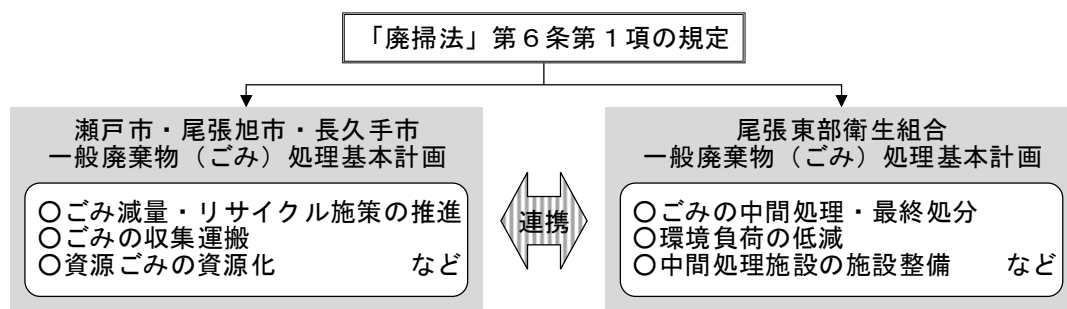 「廃掃法」第６条第１項の規定
瀬戸市・尾張旭市・長久手市
一般廃棄物（ごみ）処理基本計画
○ごみ減量・リサイクル施策の推進
○ごみの収集運搬
○資源ごみの資源化　など
連携
尾張東部衛生組合
一般廃棄物（ごみ）処理基本計画
○ごみの中間処理・最終処分
○環境負荷の低減
○中間処理施設の施設整備　など